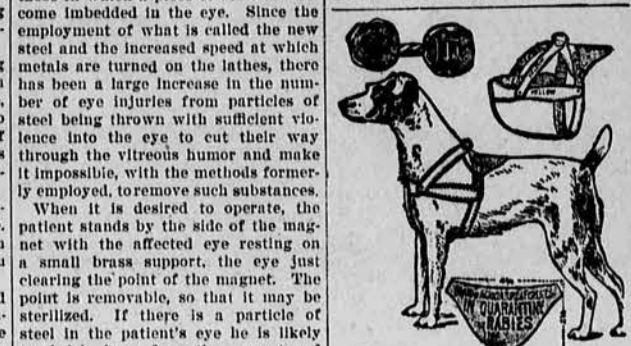 come imbedded in the eye. Since the
employment of what is called the new
steel and the increased speed at which
metals are turned on the lathes, there
has been a large increase in the num-
ber of eye injuries from particles of
steel being thrown with sufficient vio-
lence into the eye to cut their way
through the vitreous humor and make
it impossible, with the methods former-
ly employed, to remove such substances.
When it is desired to operate, the
patient stands by the side of the mag-
net with the affected eye resting on
a small brass support, the eye just
clearing the point of the magnet. The
point is removable, so that it may be
sterilized. If there is a particle of
steel in the patient's eye he is likely
YELLOW
IN QUARANTINE
RABIES